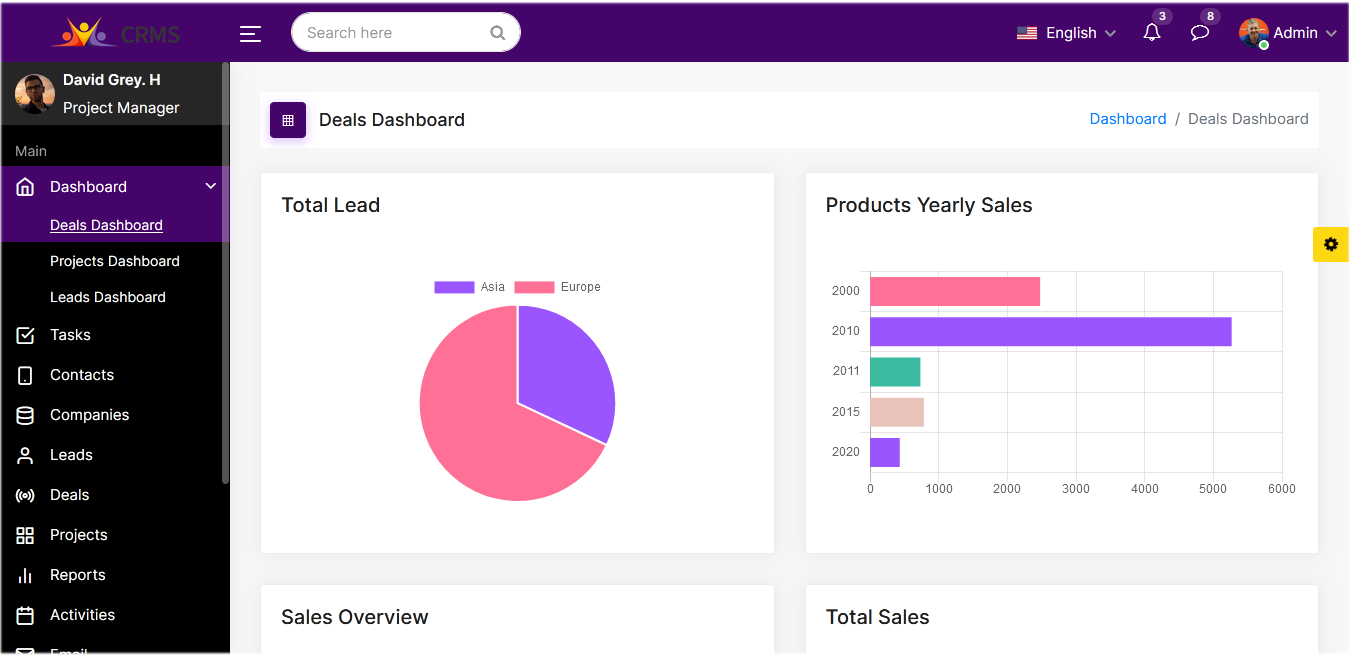 CRMS
Search here
English
3
8
Admin
David Grey. H
Project Manager
Main
Dashboard
Deals Dashboard
Projects Dashboard
Leads Dashboard
Tasks
Contacts
Companies
Leads
Deals
Projects
Reports
Activities
Email
Deals Dashboard
Dashboard / Deals Dashboard
Total Lead
Asia Europe
Products Yearly Sales
2000
2010
2011
2015
2020
0 1000 2000 3000 4000 5000 6000
Sales Overview
Total Sales